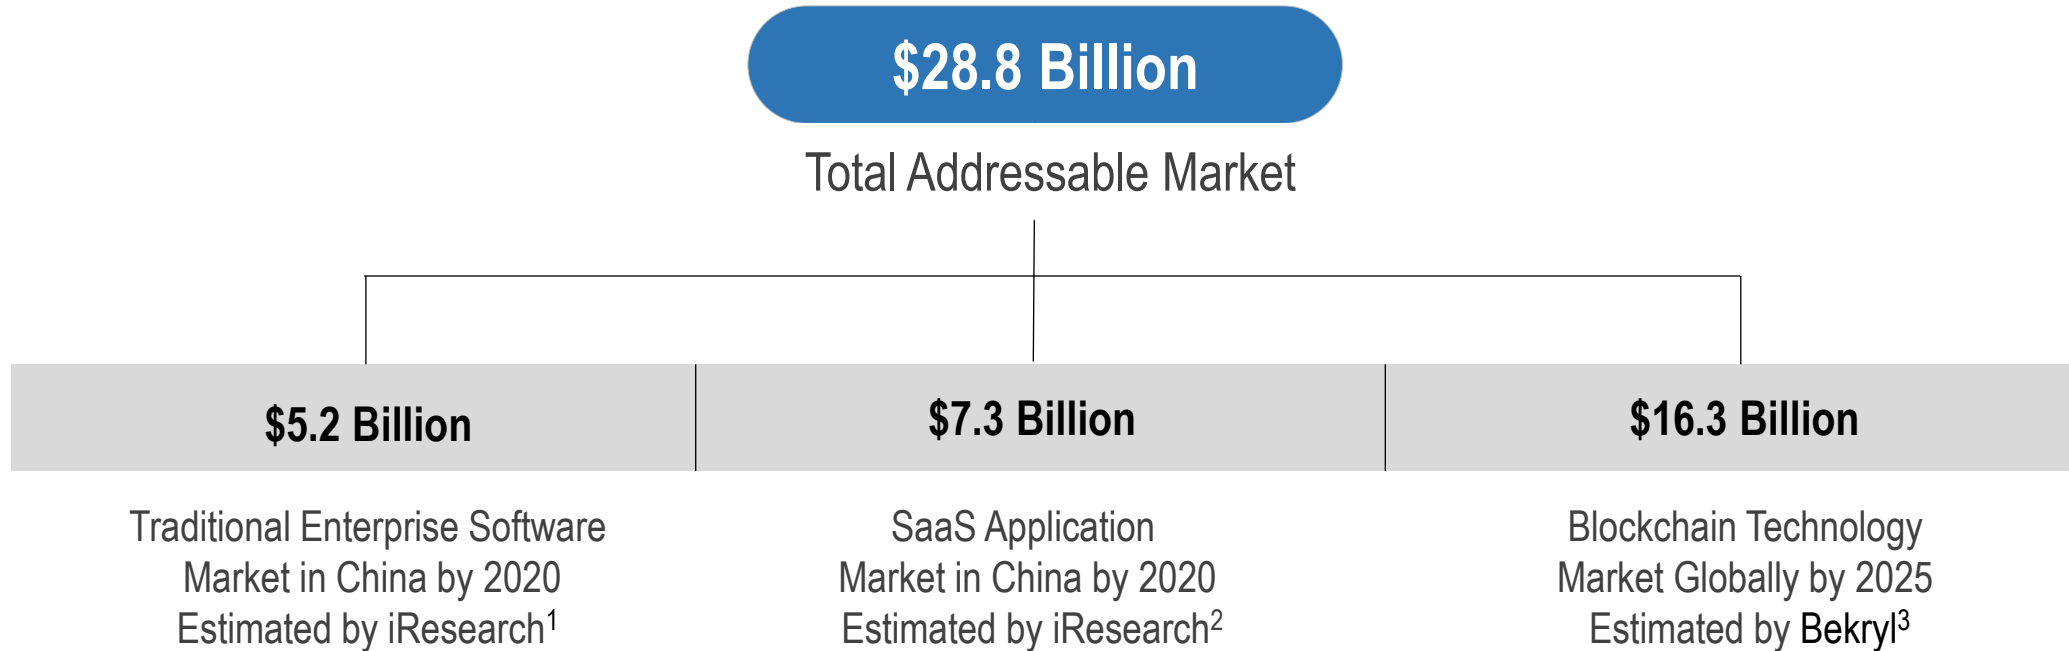 $28.8 Billion
Total Addressable Market
$5.2 Billion
$7.3 Billion
$16.3 Billion
Traditional Enterprise Software
Market in China by 2020
Estimated by iResearch¹
SaaS Application
Market in China by 2020
Estimated by iResearch²
Blockchain Technology
Market Globally by 2025
Estimated by Bekryl³